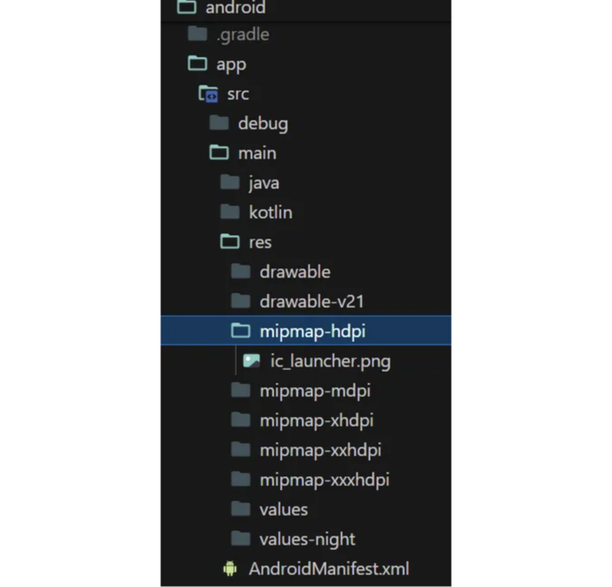 android
.gradle
app
src
debug
main
java
kotlin
res
drawable
drawable-v21
mipmap-hdpi
ic_launcher.png
mipmap-mdpi
mipmap-xhdpi
mipmap-xxhdpi
mipmap-xxxhdpi
values
values-night
AndroidManifest.xml